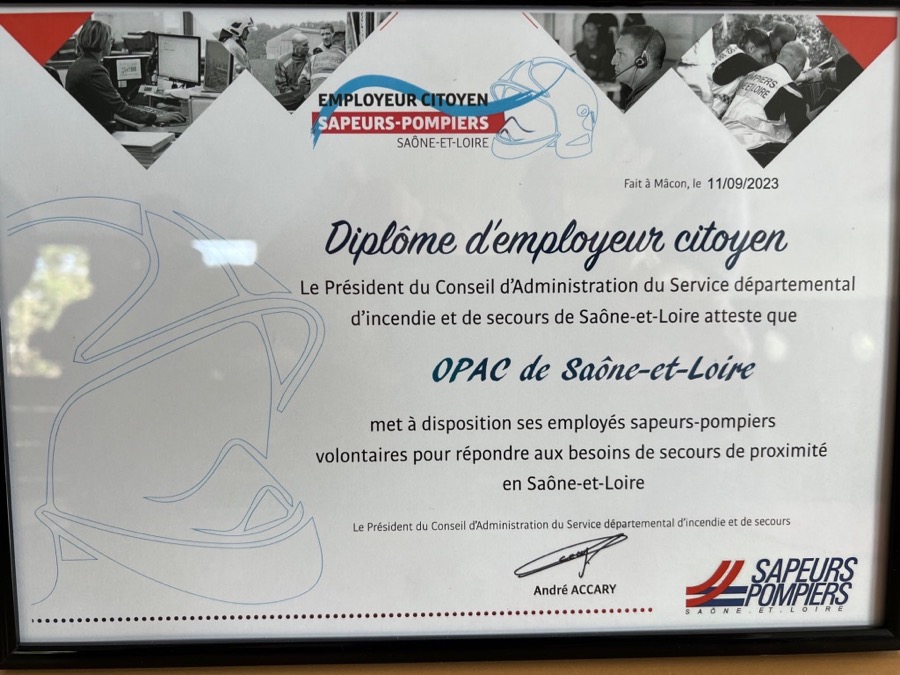 EMPLOYEUR CITOYEN
SAPEURS-POMPIERS
SAÔNE-ET-LOIRE
POMPIERS
Fait à Mâcon, le 11/09/2023
Diplôme d'employeur citoyen
Le Président du Conseil d'Administration du Service départemental
d'incendie et de secours de Saône-et-Loire atteste que
OPAC de Saône-et-Loire
met à disposition ses employés sapeurs-pompiers
volontaires pour répondre aux besoins de secours de proximité
en Saône-et-Loire
Le Président du Conseil d'Administration du Service départemental d'incendie et de secours
André ACCARY
SAPEURS
POMPIERS
SAÔNE.ET.LOIRE